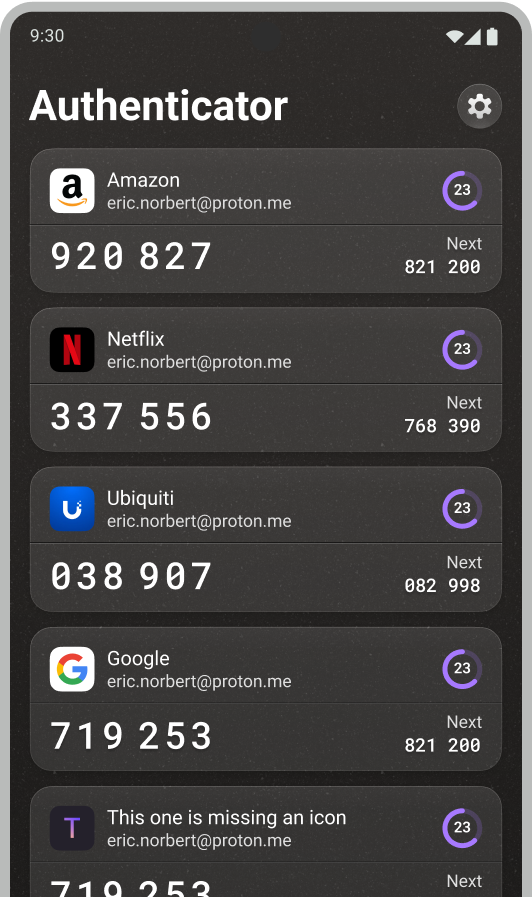 9:30
Authenticator
Amazon
eric.norbert@proton.me
23
920 827
Next
821 200
Netflix
eric.norbert@proton.me
23
337 556
Next
768 390
Ubiquiti
eric.norbert@proton.me
23
038 907
Next
082 998
Google
eric.norbert@proton.me
23
719 253
Next
821 200
T
This one is missing an icon
eric.norbert@proton.me
23
719 253
Next